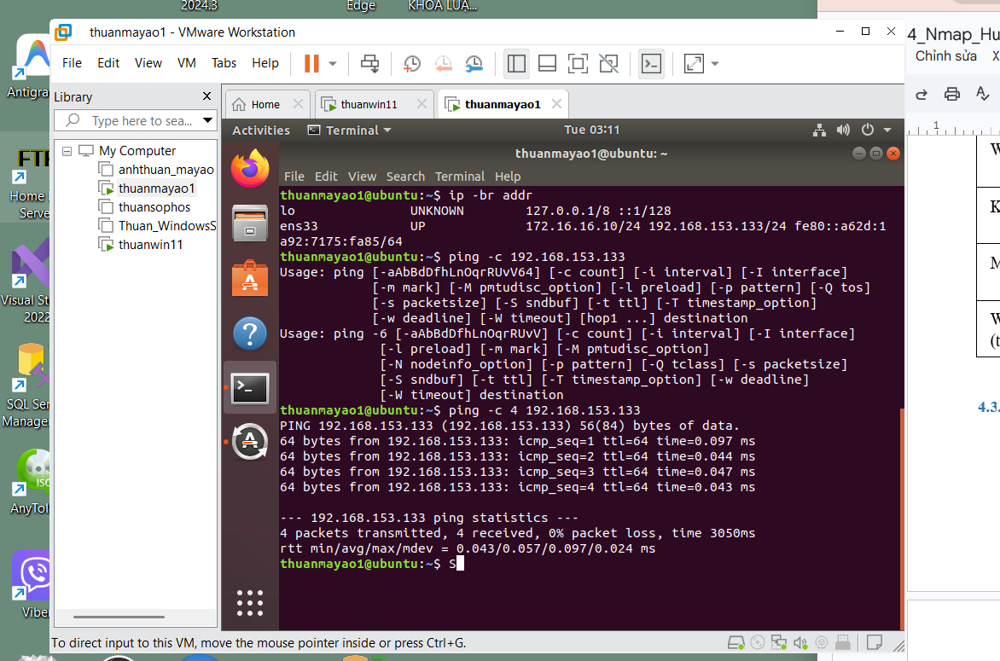 2024.3
Edge
KHOA LUA...
Antigra
FTP
Home
Serve
Visual St
2022
SQL Ser
Manage
ISO
AnyToI
Viber
thuanmayao1 - VMware Workstation
File Edit View VM Tabs Help
Library
Type here to sea...
My Computer
anhthuan_mayao
thuanmayao1
thuansophos
Thuan_WindowsS
thuanwin11
Home
thuanwin11
thuanmayao1
Activities
Terminal
Tue 03:11
thuanmayao1@ubuntu: ~
File Edit View Search Terminal Help
thuanmayao1@ubuntu:~$ ip -br addr
lo               UNKNOWN        127.0.0.1/8 ::1/128
ens33            UP             172.16.16.10/24 192.168.153.133/24 fe80::a62d:1
a92:7175:fa85/64
thuanmayao1@ubuntu:~$ ping -c 192.168.153.133
Usage: ping [-aAbBdDfhLnOqrRUvV64] [-c count] [-i interval] [-I interface]
            [-m mark] [-M pmtudisc_option] [-l preload] [-p pattern] [-Q tos]
            [-s packetsize] [-S sndbuf] [-t ttl] [-T timestamp_option]
            [-w deadline] [-W timeout] [hop1 ...] destination
Usage: ping -6 [-aAbBdDfhLnOqrRUvV] [-c count] [-i interval] [-I interface]
             [-l preload] [-m mark] [-M pmtudisc_option]
             [-N nodeinfo_option] [-p pattern] [-Q tclass] [-s packetsize]
             [-S sndbuf] [-t ttl] [-T timestamp_option] [-w deadline]
             [-W timeout] destination
thuanmayao1@ubuntu:~$ ping -c 4 192.168.153.133
PING 192.168.153.133 (192.168.153.133) 56(84) bytes of data.
64 bytes from 192.168.153.133: icmp_seq=1 ttl=64 time=0.097 ms
64 bytes from 192.168.153.133: icmp_seq=2 ttl=64 time=0.044 ms
64 bytes from 192.168.153.133: icmp_seq=3 ttl=64 time=0.047 ms
64 bytes from 192.168.153.133: icmp_seq=4 ttl=64 time=0.043 ms
--- 192.168.153.133 ping statistics ---
4 packets transmitted, 4 received, 0% packet loss, time 3050ms
rtt min/avg/max/mdev = 0.043/0.057/0.097/0.024 ms
thuanmayao1@ubuntu:~$ S
To direct input to this VM, move the mouse pointer inside or press Ctrl+G.
4_Nmap_Hu
Chỉnh sửa X
1
W
K
M
W
(t
4.3.